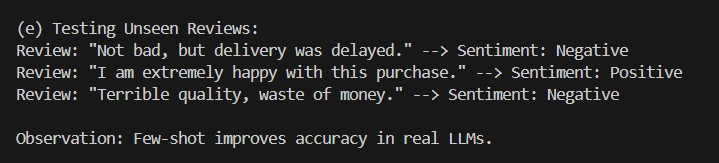 (e) Testing Unseen Reviews:
Review: "Not bad, but delivery was delayed." --> Sentiment: Negative
Review: "I am extremely happy with this purchase." --> Sentiment: Positive
Review: "Terrible quality, waste of money." --> Sentiment: Negative
Observation: Few-shot improves accuracy in real LLMs.